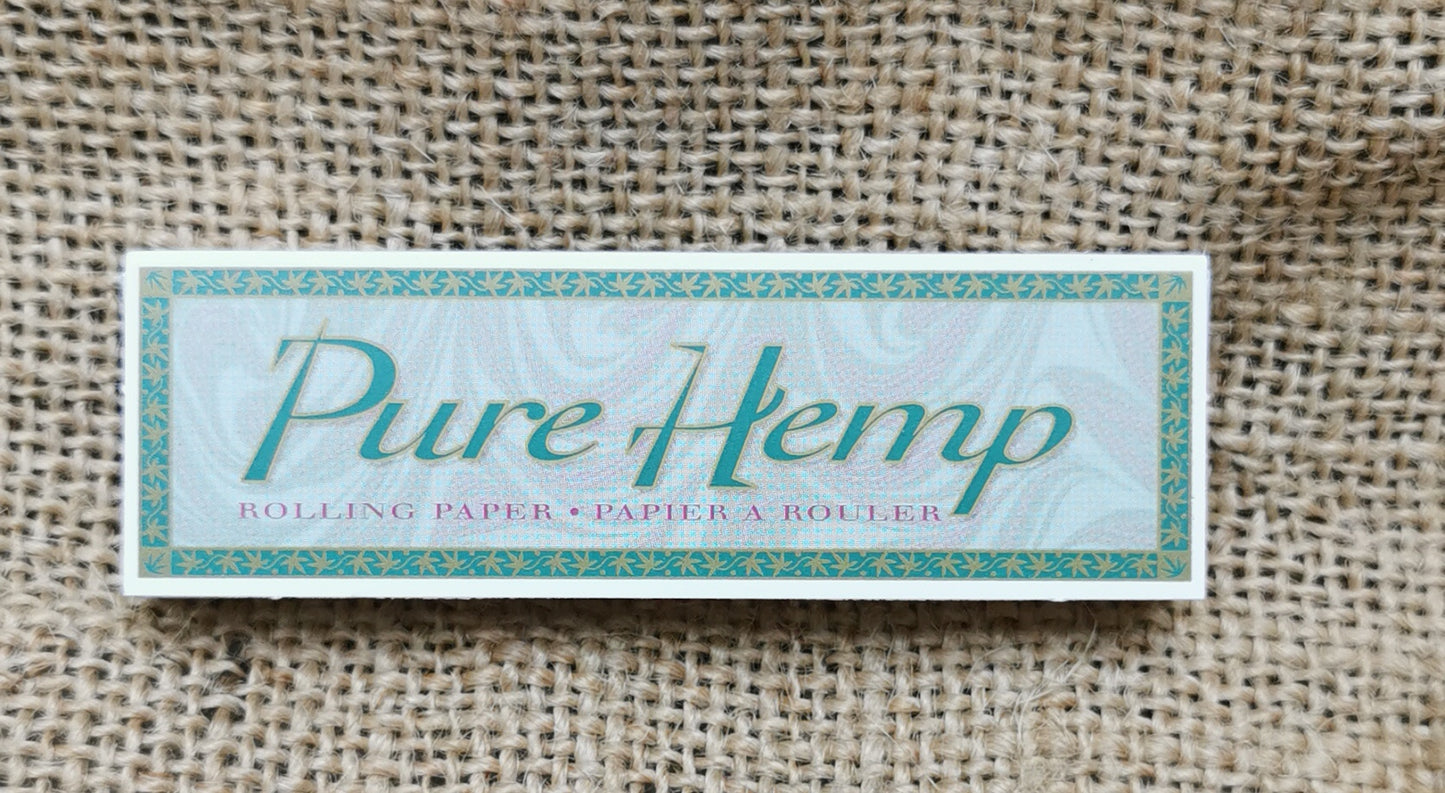 Pure Hemp
ROLLING PAPER • PAPIER A ROULER